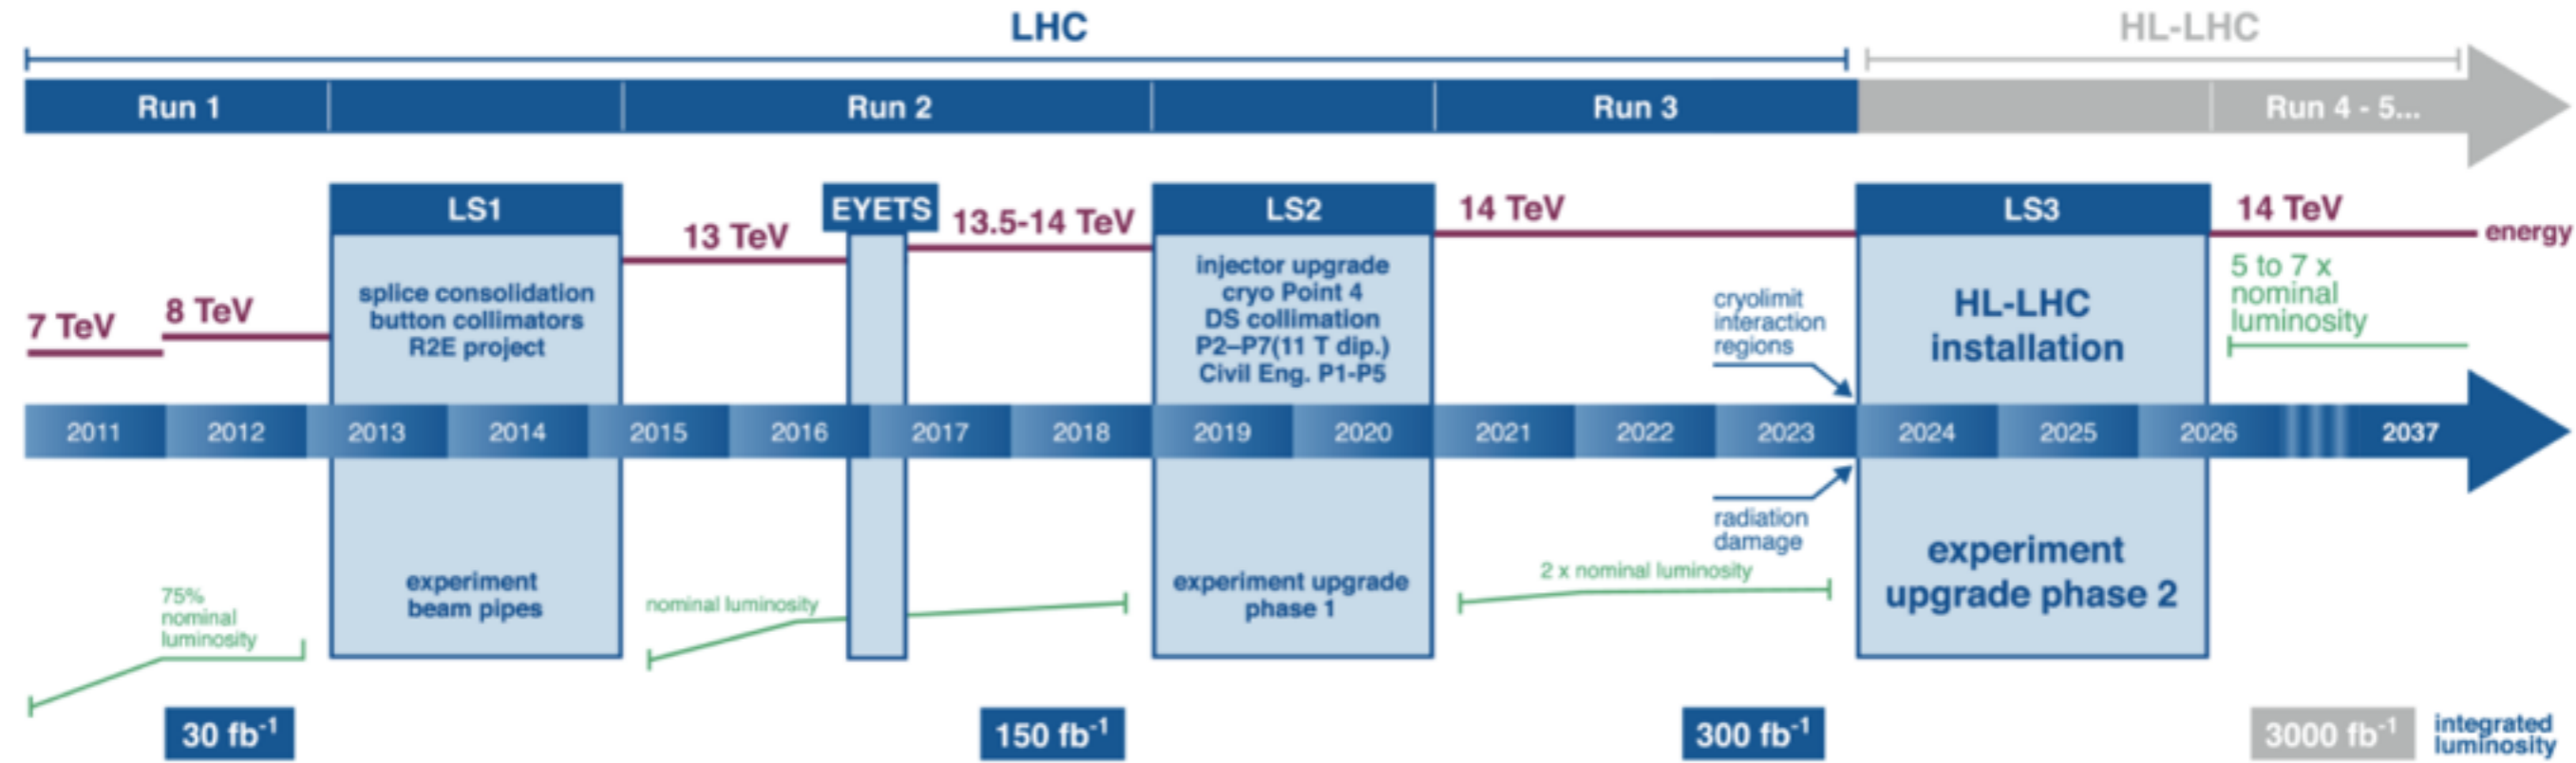 LHC
HL-LHC
Run 1
Run 2
Run 3
Run 4 - 5...
LS1
EYETS
LS2
LS3
7 TeV
8 TeV
13 TeV
13.5-14 TeV
14 TeV
14 TeV
energy
splice consolidation
button collimators
R2E project
injector upgrade
cryo Point 4
DS collimation
P2–P7(11 T dip.)
Civil Eng. P1-P5
cryolimit
interaction
regions
HL-LHC
installation
5 to 7 x
nominal
luminosity
2011
2012
2013
2014
2015
2016
2017
2018
2019
2020
2021
2022
2023
2024
2025
2026
2037
radiation
damage
75%
nominal
luminosity
experiment
beam pipes
nominal luminosity
experiment upgrade
phase 1
2 x nominal luminosity
experiment
upgrade phase 2
30 fb⁻¹
150 fb⁻¹
300 fb⁻¹
3000 fb⁻¹
integrated
luminosity